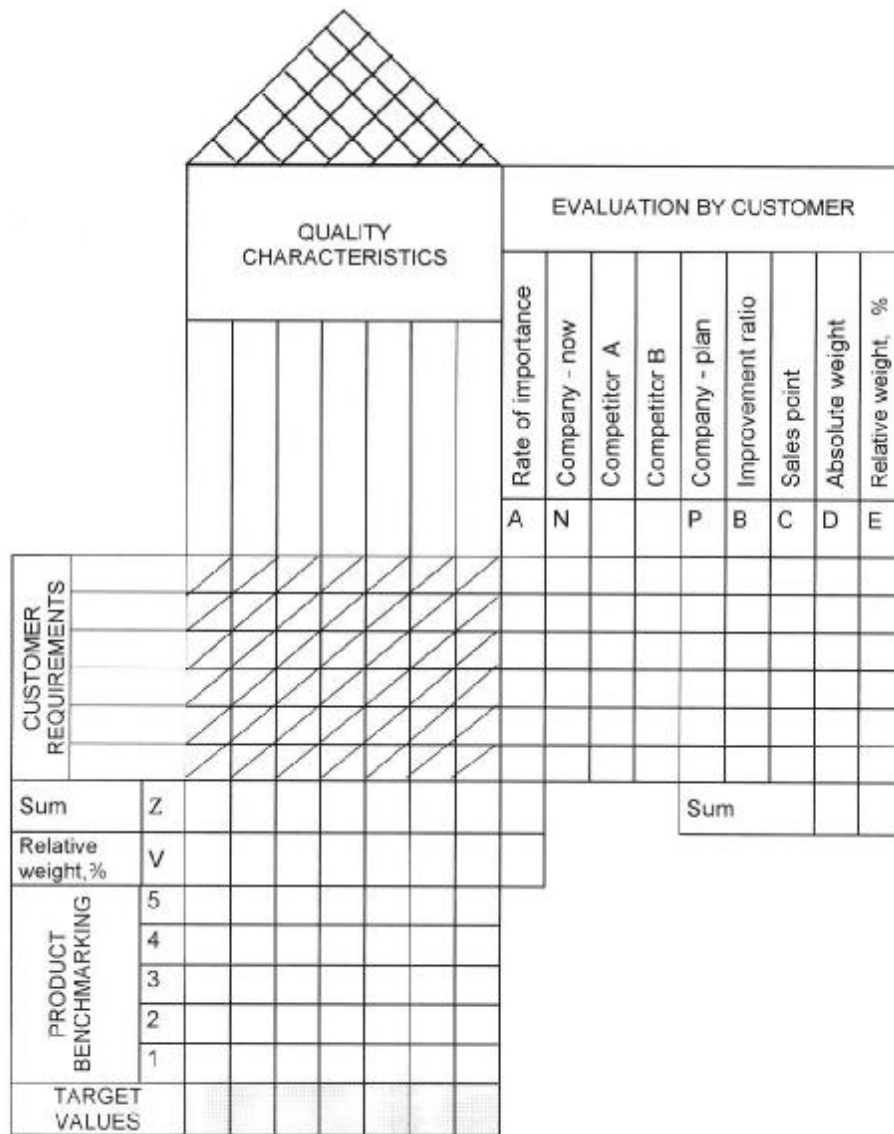 QUALITY
CHARACTERISTICS
EVALUATION BY CUSTOMER
Rate of importance
Company - now
Competitor A
Competitor B
Company - plan
Improvement ratio
Sales point
Absolute weight
Relative weight, %
A N P B C D E
CUSTOMER
REQUIREMENTS
Sum Z
Sum
Relative
weight,% V
PRODUCT
BENCHMARKING
5
4
3
2
1
TARGET
VALUES